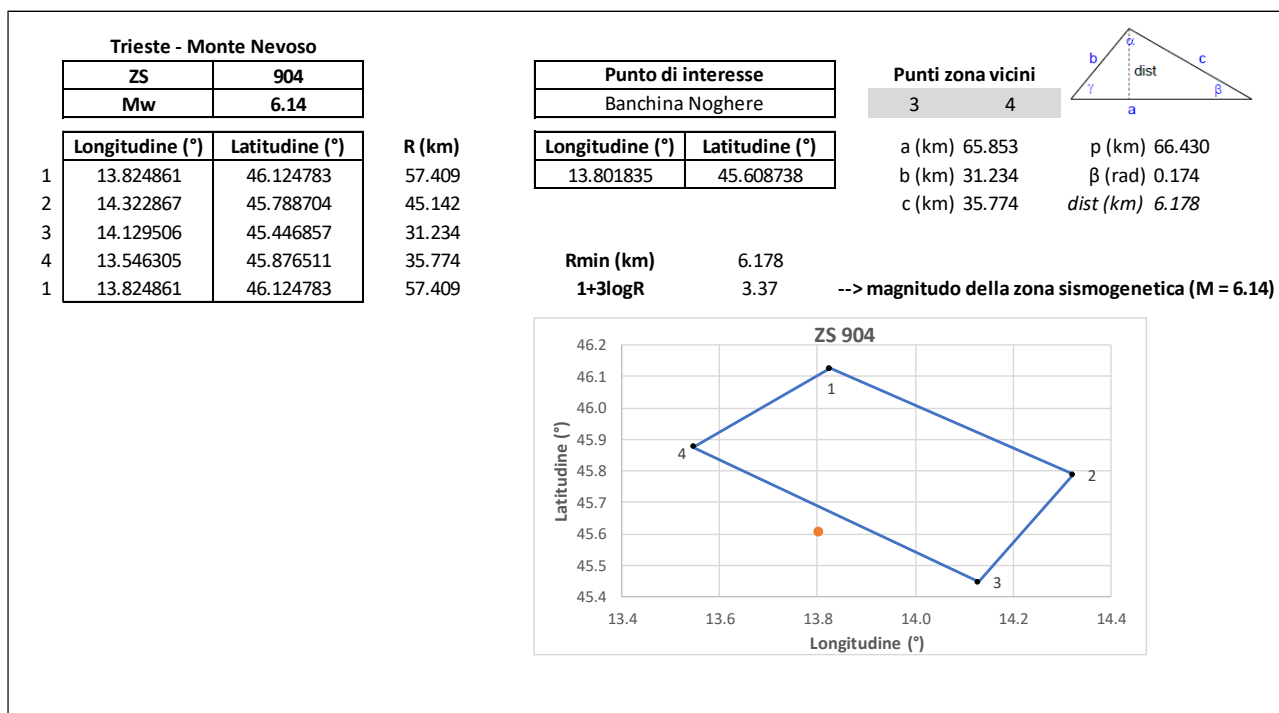 Trieste - Monte Nevoso
ZS 904
Mw 6.14
Longitudine (°) Latitudine (°) R (km)
1 13.824861 46.124783 57.409
2 14.322867 45.788704 45.142
3 14.129506 45.446857 31.234
4 13.546305 45.876511 35.774
1 13.824861 46.124783 57.409
Punto di interesse
Banchina Noghere
Longitudine (°) Latitudine (°)
13.801835 45.608738
Punti zona vicini
3 4
a (km) 65.853 p (km) 66.430
b (km) 31.234 β (rad) 0.174
c (km) 35.774 dist (km) 6.178
α
b
c
dist
γ
β
a
Rmin (km) 6.178
1+3logR 3.37 --> magnitudo della zona sismogenetica (M = 6.14)
ZS 904
46.2
46.1
46.0
45.9
45.8
45.7
45.6
45.5
45.4
Latitudine (°)
1
2
3
4
13.4 13.6 13.8 14.0 14.2 14.4
Longitudine (°)